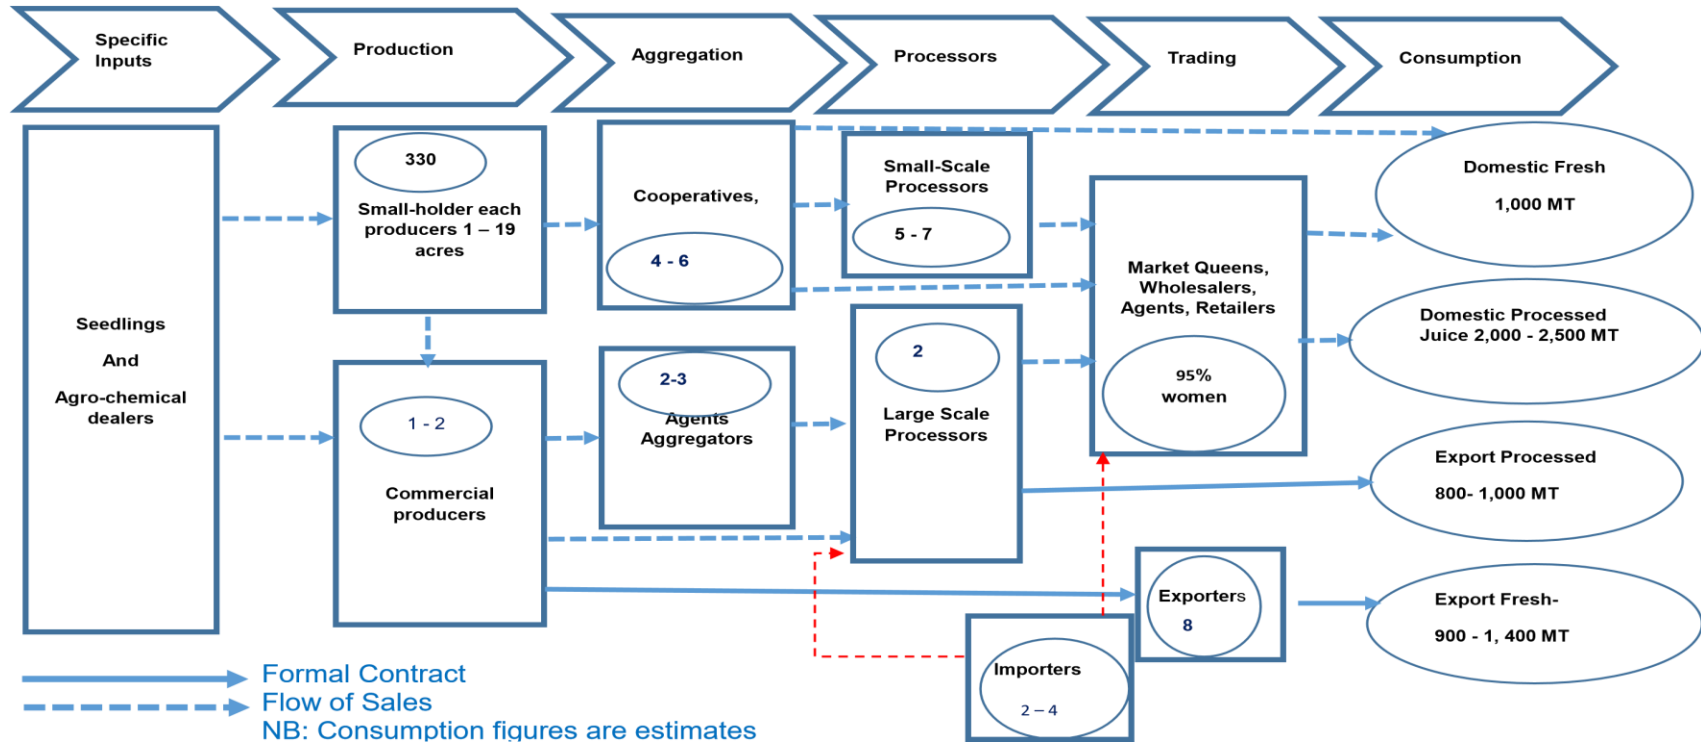 Specific
Inputs
Production
Aggregation
Processors
Trading
Consumption
Seedlings
And
Agro-chemical
dealers
330
Small-holder each
producers 1 – 19
acres
1 - 2
Commercial
producers
Cooperatives,
4 - 6
2-3
Agents
Aggregators
Small-Scale
Processors
5 - 7
2
Large Scale
Processors
Market Queens,
Wholesalers,
Agents, Retailers
95%
women
Exporters
8
Importers
2 – 4
Domestic Fresh
1,000 MT
Domestic Processed
Juice 2,000 - 2,500 MT
Export Processed
800- 1,000 MT
Export Fresh-
900 - 1, 400 MT
Formal Contract
Flow of Sales
NB: Consumption figures are estimates